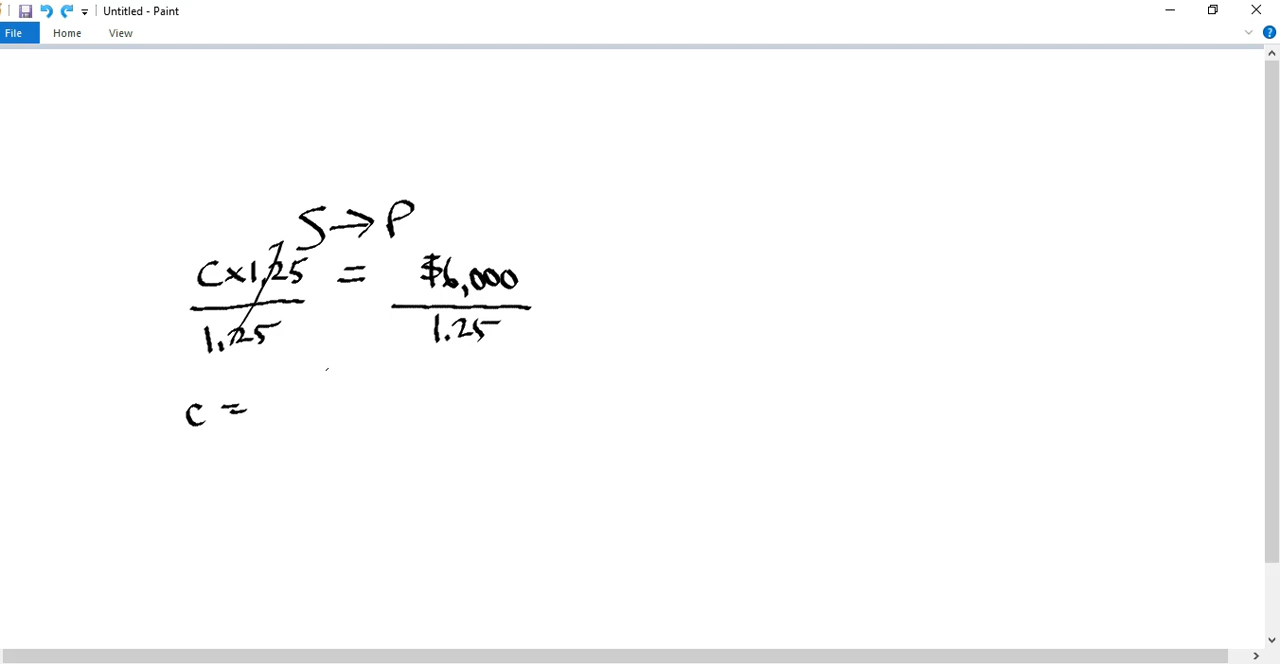 Untitled - Paint
File Home View
S → P
C x 1.25 = $6,000
1.25 1.25
C =